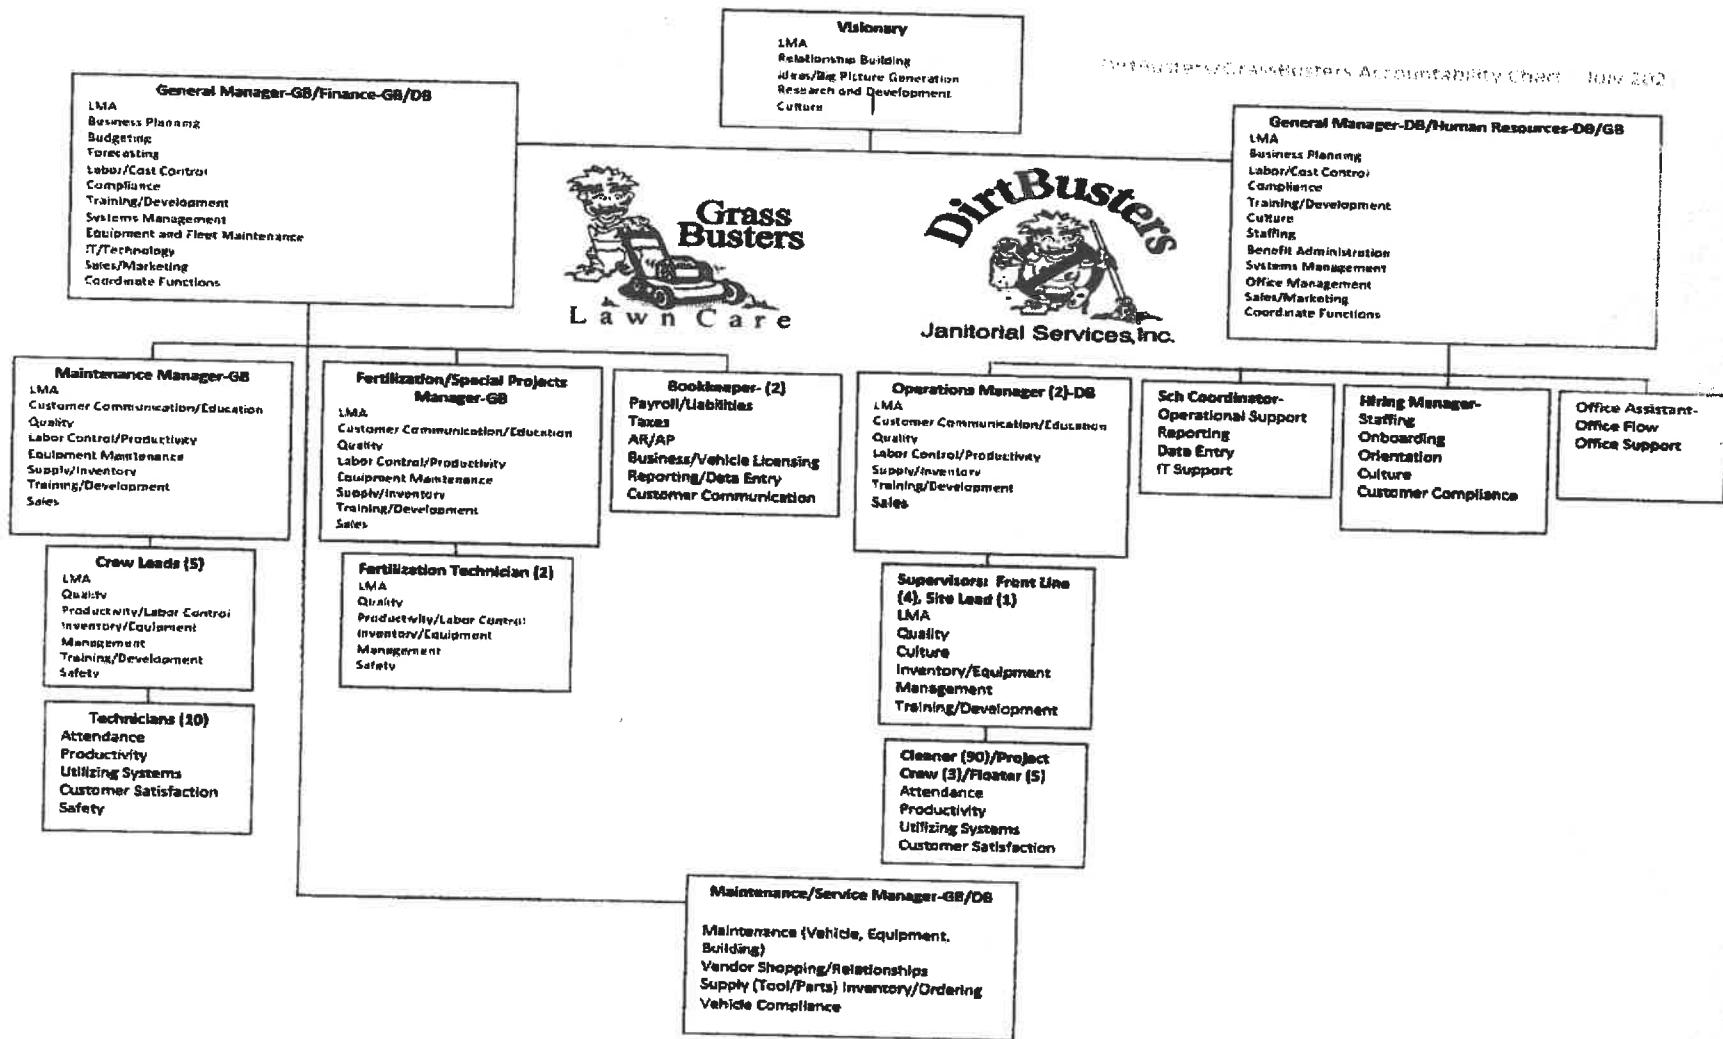 Visionary
LMA
Relationship Building
Ideas/Big Picture Generation
Research and Development
Culture
DirtBusters/GrassBusters Accountability Chart July 202
General Manager-GB/Finance-GB/DB
LMA
Business Planning
Budgeting
Forecasting
Labor/Cost Control
Compliance
Training/Development
Systems Management
Equipment and Fleet Maintenance
IT/Technology
Sales/Marketing
Coordinate Functions
Grass
Busters
Lawn Care
DirtBusters
Janitorial Services, Inc.
General Manager-DB/Human Resources-DB/GB
LMA
Business Planning
Labor/Cost Control
Compliance
Training/Development
Culture
Staffing
Benefit Administration
Systems Management
Office Management
Sales/Marketing
Coordinate Functions
Maintenance Manager-GB
LMA
Customer Communication/Education
Quality
Labor Control/Productivity
Equipment Maintenance
Supply/Inventory
Training/Development
Sales
Fertilization/Special Projects
Manager-GB
LMA
Customer Communication/Education
Quality
Labor Control/Productivity
Equipment Maintenance
Supply/Inventory
Training/Development
Sales
Bookkeeper- (2)
Payroll/Liabilities
Taxes
AR/AP
Business/Vehicle Licensing
Reporting/Data Entry
Customer Communication
Operations Manager (2)-DB
LMA
Customer Communication/Education
Quality
Labor Control/Productivity
Supply/Inventory
Training/Development
Sales
Sch Coordinator-
Operational Support
Reporting
Data Entry
IT Support
Hiring Manager-
Staffing
Onboarding
Orientation
Culture
Customer Compliance
Office Assistant-
Office Flow
Office Support
Crew Leads (5)
LMA
Quality
Productivity/Labor Control
Inventory/Equipment
Management
Training/Development
Safety
Fertilization Technician (2)
LMA
Quality
Productivity/Labor Control
Inventory/Equipment
Management
Safety
Supervisors: Front Line
(4), Site Lead (1)
LMA
Quality
Culture
Inventory/Equipment
Management
Training/Development
Technicians (10)
Attendance
Productivity
Utilizing Systems
Customer Satisfaction
Safety
Cleaner (90)/Project
Crew (3)/Floater (5)
Attendance
Productivity
Utilizing Systems
Customer Satisfaction
Maintenance/Service Manager-GB/DB
Maintenance (Vehicle, Equipment,
Building)
Vendor Shopping/Relationships
Supply (Tool/Parts) Inventory/Ordering
Vehicle Compliance